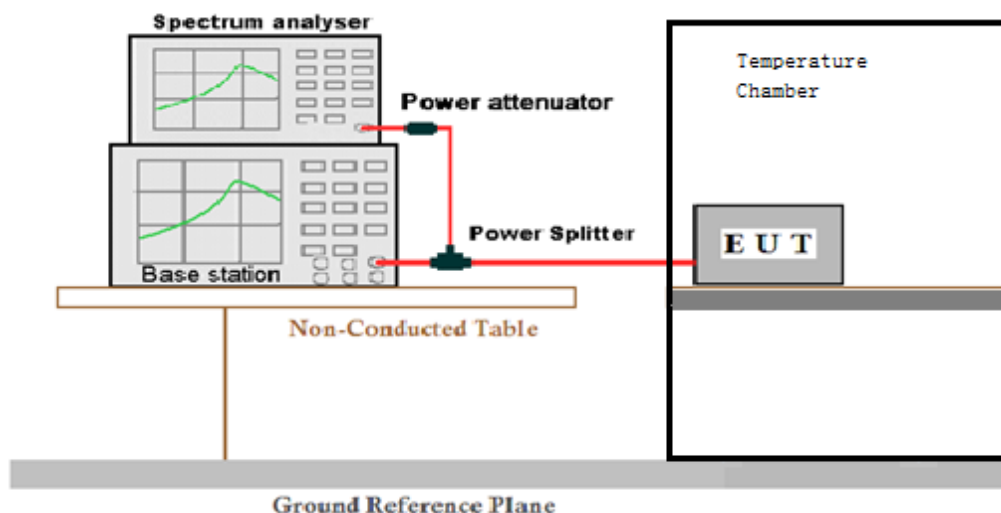 Spectrum analyser
Temperature
Chamber
Power attenuator
Power Splitter
E U T
Base station
Non-Conducted Table
Ground Reference Plane